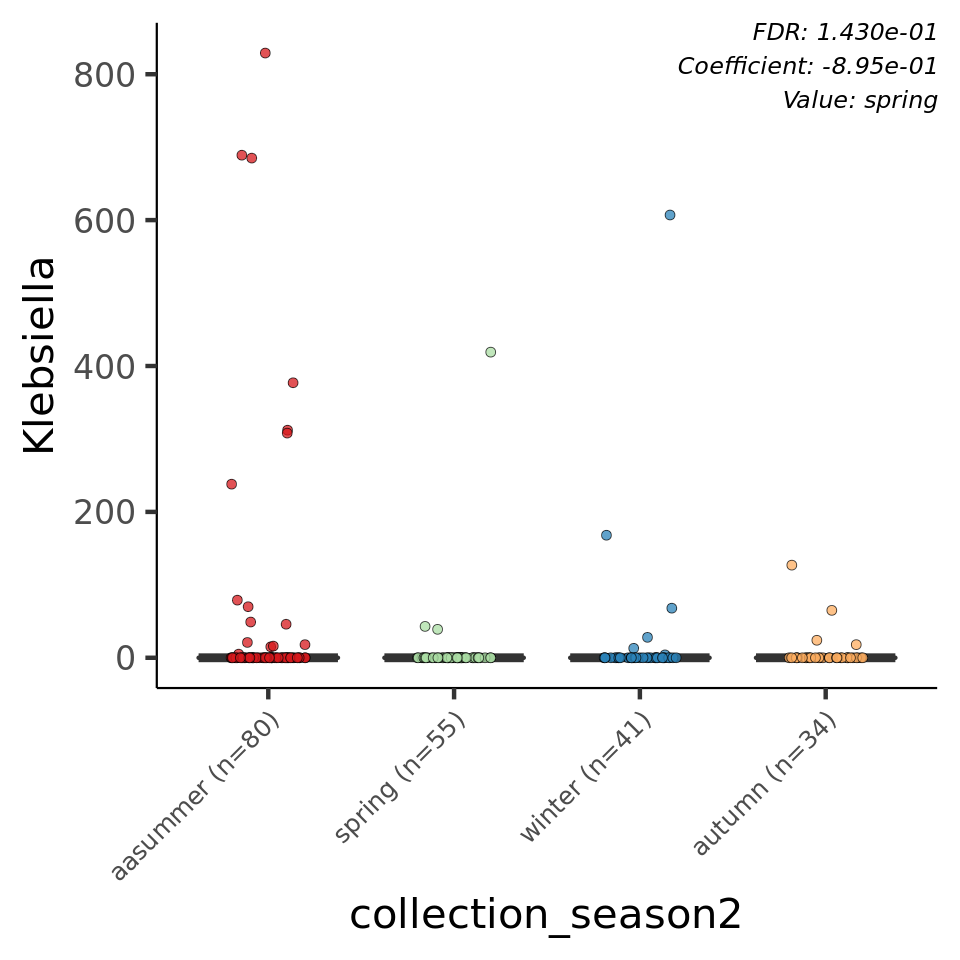 FDR: 1.430e-01
Coefficient: -8.95e-01
Value: spring
Klebsiella
800
600
400
200
0
aasummer (n=80)
spring (n=55)
winter (n=41)
autumn (n=34)
collection_season2